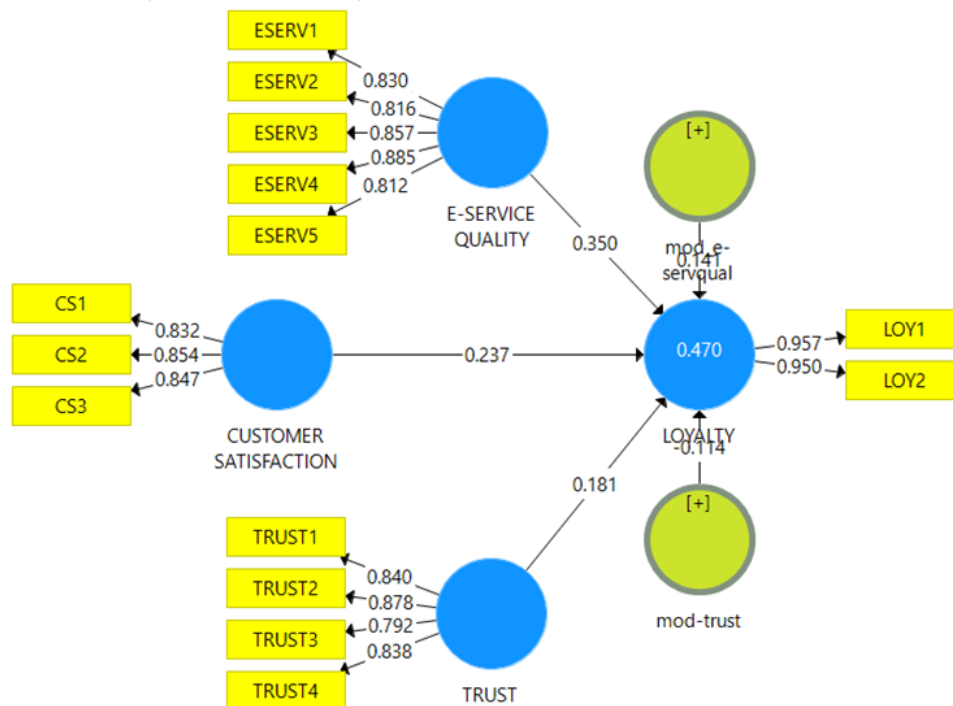 ESERV1
ESERV2
ESERV3
ESERV4
ESERV5
0.830
0.816
0.857
0.885
0.812
E-SERVICE
QUALITY
0.350
[+]
mod_e-
servqual
0.141
CS1
CS2
CS3
0.832
0.854
0.847
CUSTOMER
SATISFACTION
0.237
0.470
LOYALTY
0.957
0.950
LOY1
LOY2
-0.114
[+]
mod-trust
0.181
TRUST1
TRUST2
TRUST3
TRUST4
0.840
0.878
0.792
0.838
TRUST